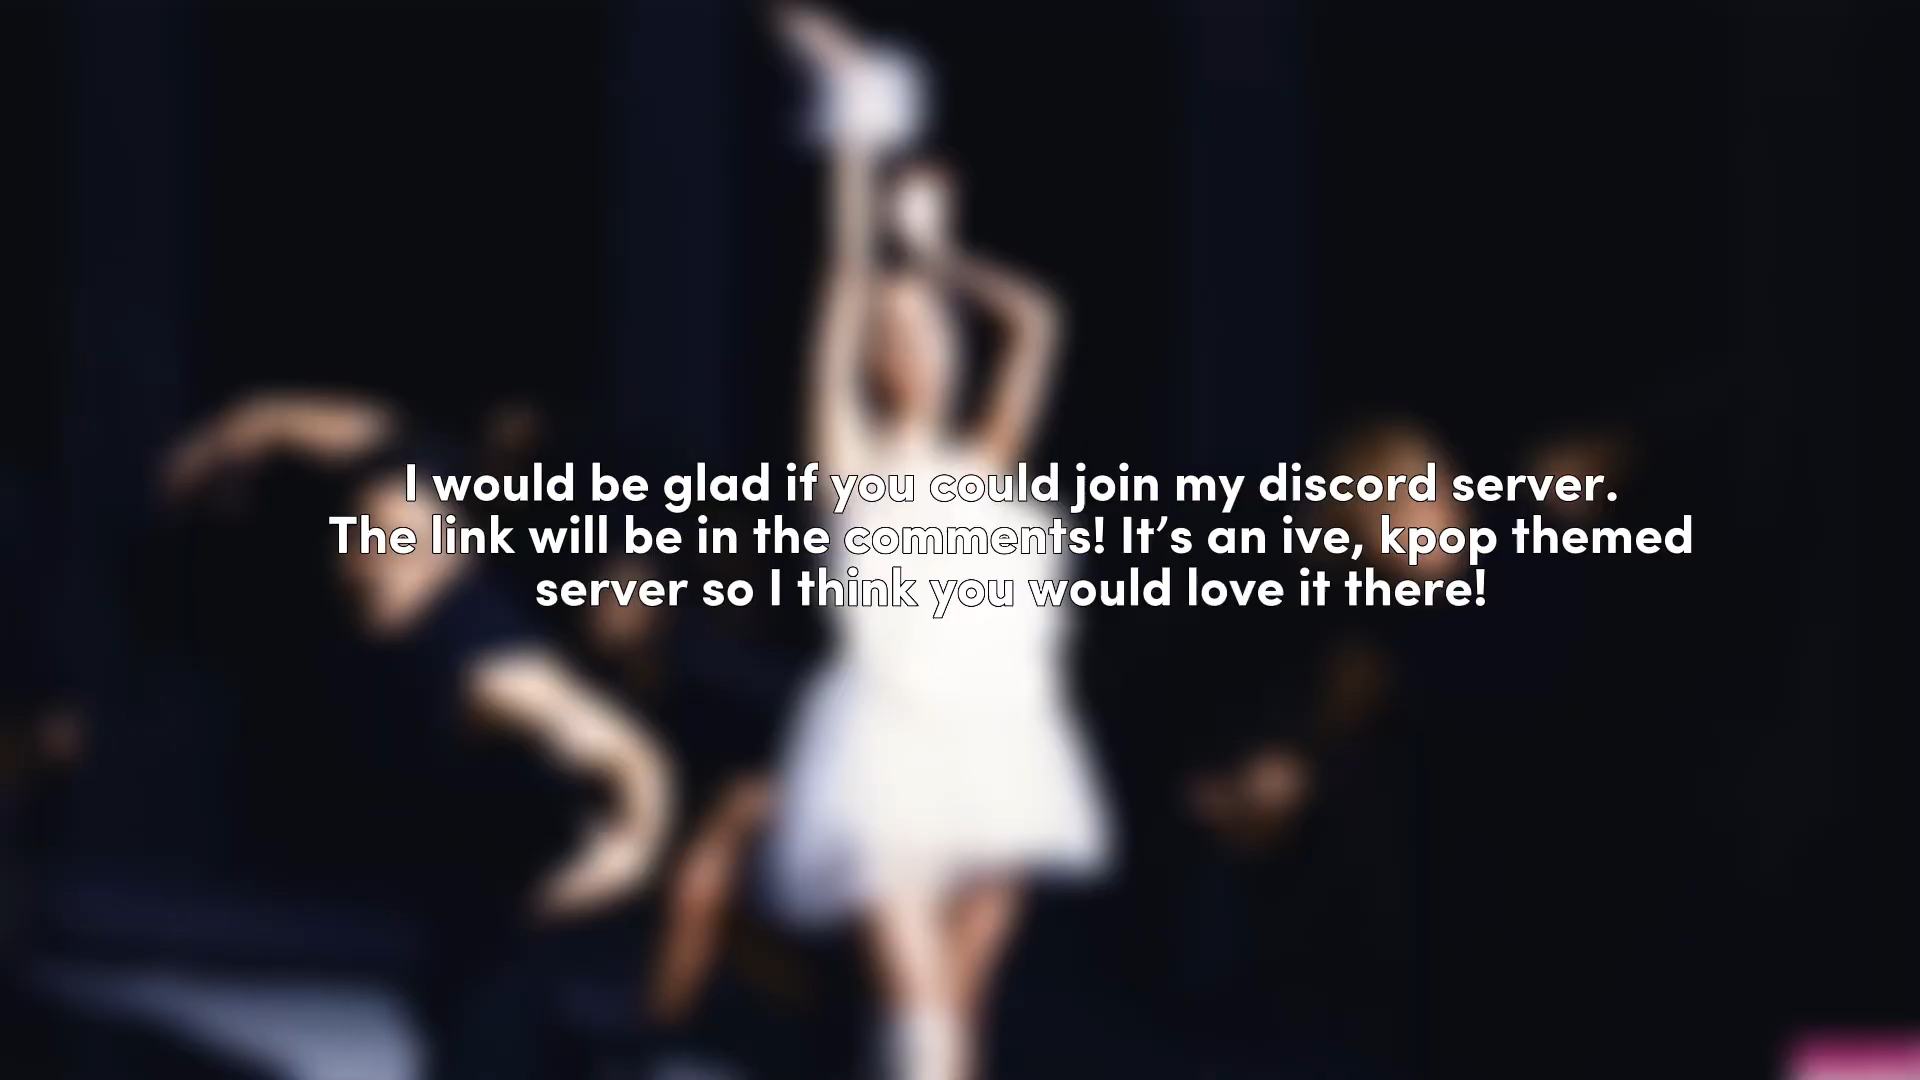 I would be glad if you could join my discord server.
The link will be in the comments! It’s an ive, kpop themed
server so I think you would love it there!